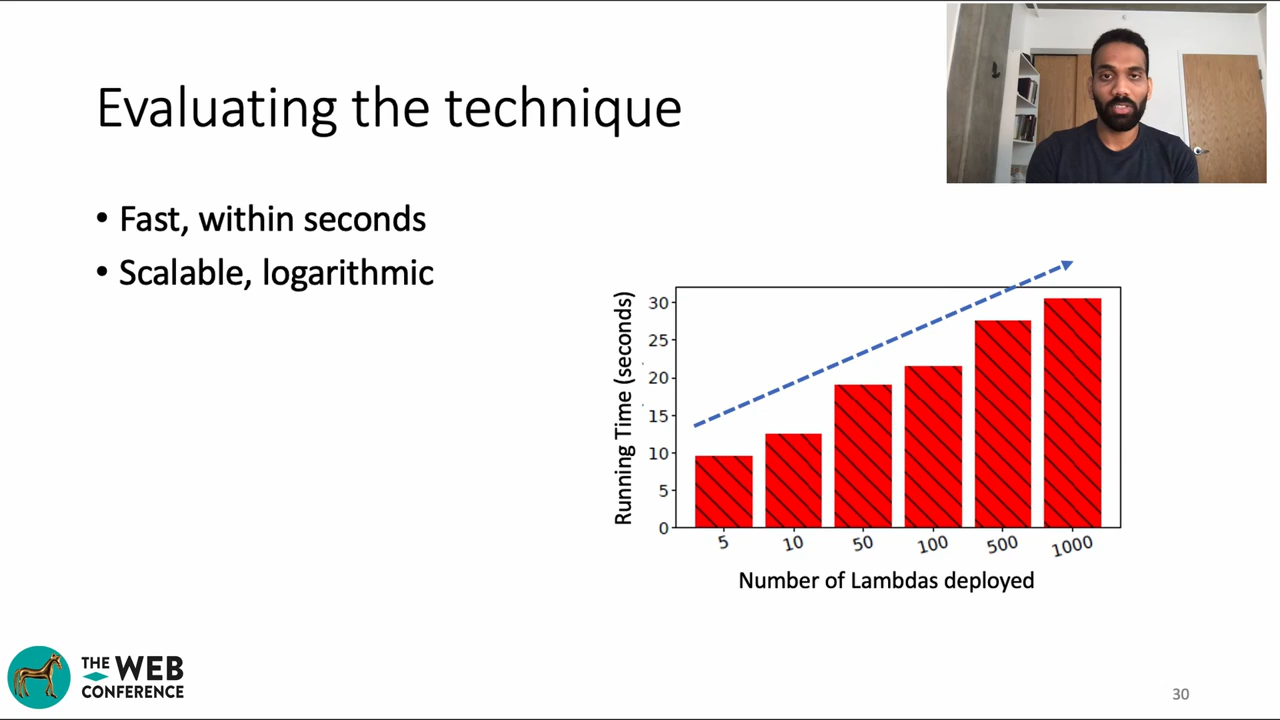 Evaluating the technique
• Fast, within seconds
• Scalable, logarithmic
Running Time (seconds)
30
25
20
15
10
5
0
5 10 50 100 500 1000
Number of Lambdas deployed
THE WEB
CONFERENCE
30